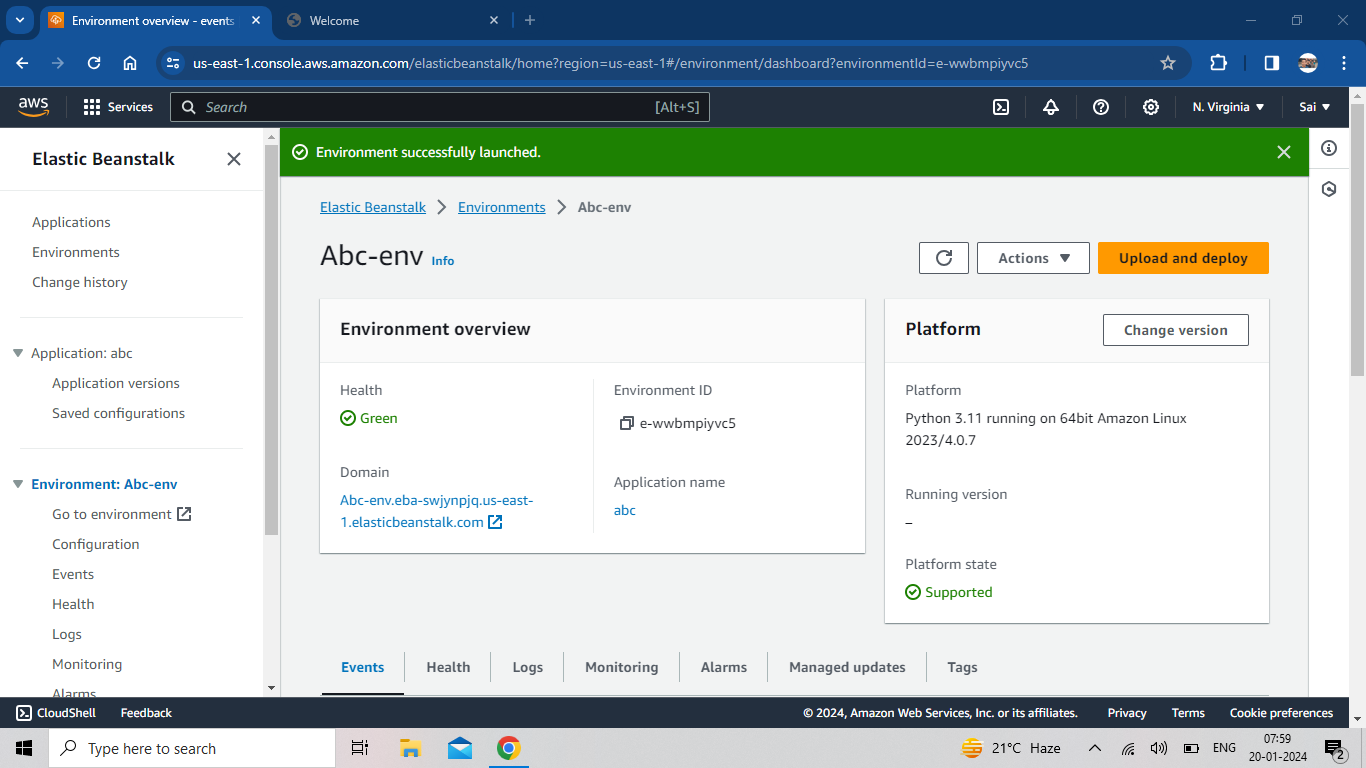 Environment overview - events
Welcome
us-east-1.console.aws.amazon.com/elasticbeanstalk/home?region=us-east-1#/environment/dashboard?environmentId=e-wwbmpiyvc5
aws
Services
Search
[Alt+S]
N. Virginia
Sai
Elastic Beanstalk
Applications
Environments
Change history
Application: abc
Application versions
Saved configurations
Environment: Abc-env
Go to environment
Configuration
Events
Health
Logs
Monitoring
Alarms
Environment successfully launched.
Elastic Beanstalk
Environments
Abc-env
Abc-env Info
Actions
Upload and deploy
Environment overview
Health
Green
Domain
Abc-env.eba-swjynpjq.us-east-
1.elasticbeanstalk.com
Environment ID
e-wwbmpiyvc5
Application name
abc
Platform
Change version
Platform
Python 3.11 running on 64bit Amazon Linux
2023/4.0.7
Running version
–
Platform state
Supported
Events
Health
Logs
Monitoring
Alarms
Managed updates
Tags
CloudShell
Feedback
© 2024, Amazon Web Services, Inc. or its affiliates.
Privacy
Terms
Cookie preferences
Type here to search
21°C Haze
ENG
07:59
20-01-2024
2